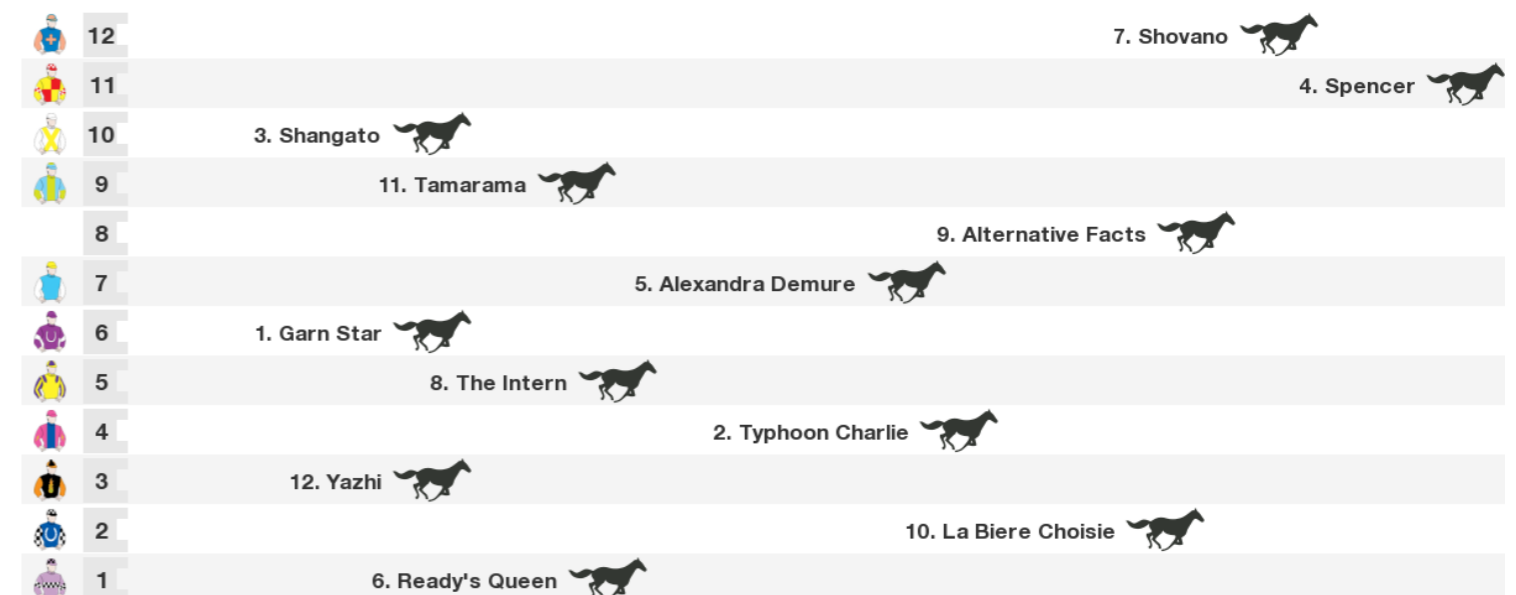 12 7. Shovano
11 4. Spencer
10 3. Shangato
9 11. Tamarama
8 9. Alternative Facts
7 5. Alexandra Demure
6 1. Garn Star
5 8. The Intern
4 2. Typhoon Charlie
3 12. Yazhi
2 10. La Biere Choisie
1 6. Ready's Queen